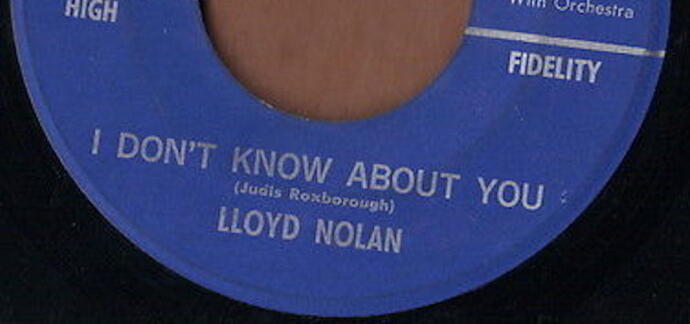 With Orchestra
HIGH
FIDELITY
I DON'T KNOW ABOUT YOU
(Judis Roxborough)
LLOYD NOLAN